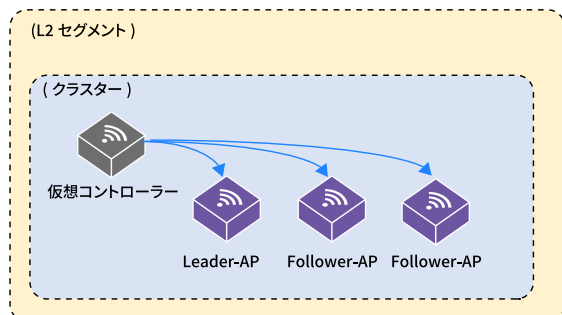 (L2 セグメント )
( クラスター )
仮想コントローラー
Leader-AP
Follower-AP
Follower-AP